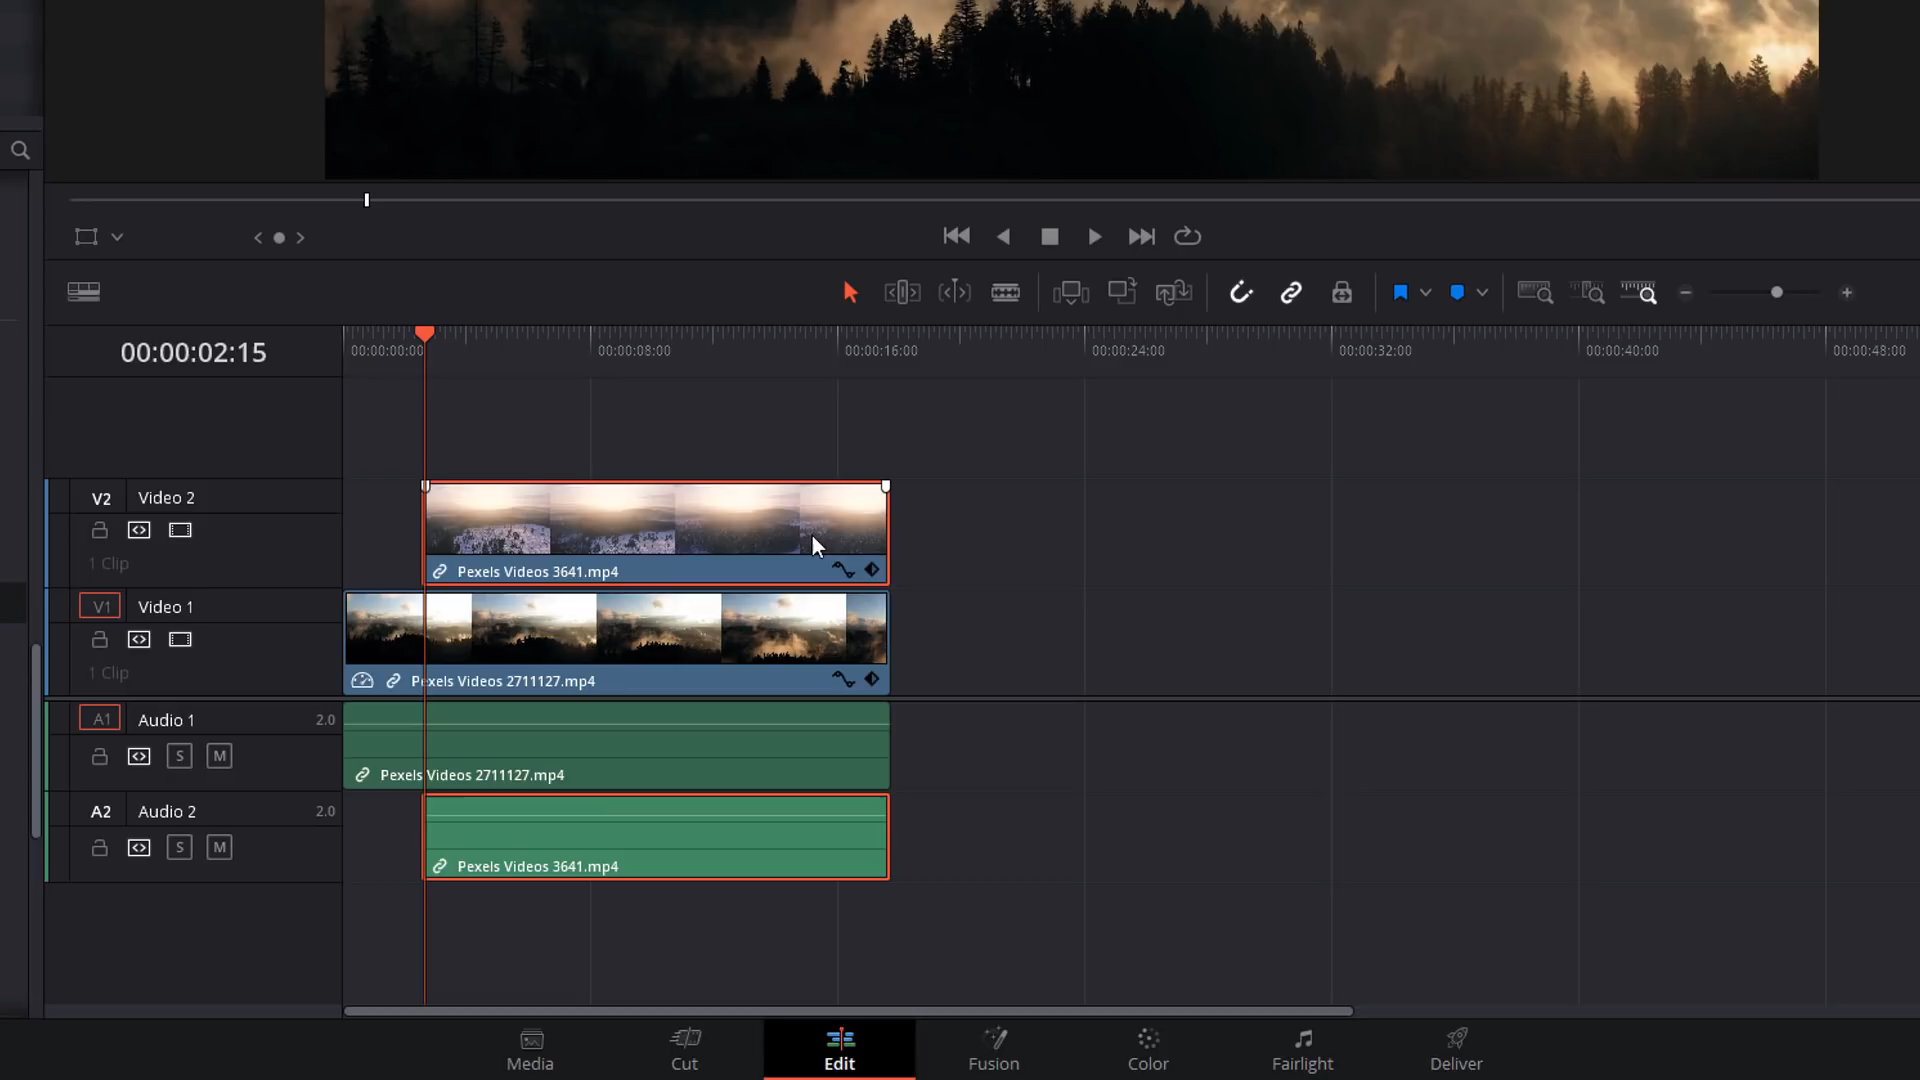 00:00:02:15
00:00:00:00
00:00:08:00
00:00:16:00
00:00:24:00
00:00:32:00
00:00:40:00
00:00:48:00
V2 Video 2
1 Clip
Pexels Videos 3641.mp4
V1 Video 1
1 Clip
Pexels Videos 2711127.mp4
A1 Audio 1 2.0
S M
Pexels Videos 2711127.mp4
A2 Audio 2 2.0
S M
Pexels Videos 3641.mp4
Media
Cut
Edit
Fusion
Color
Fairlight
Deliver